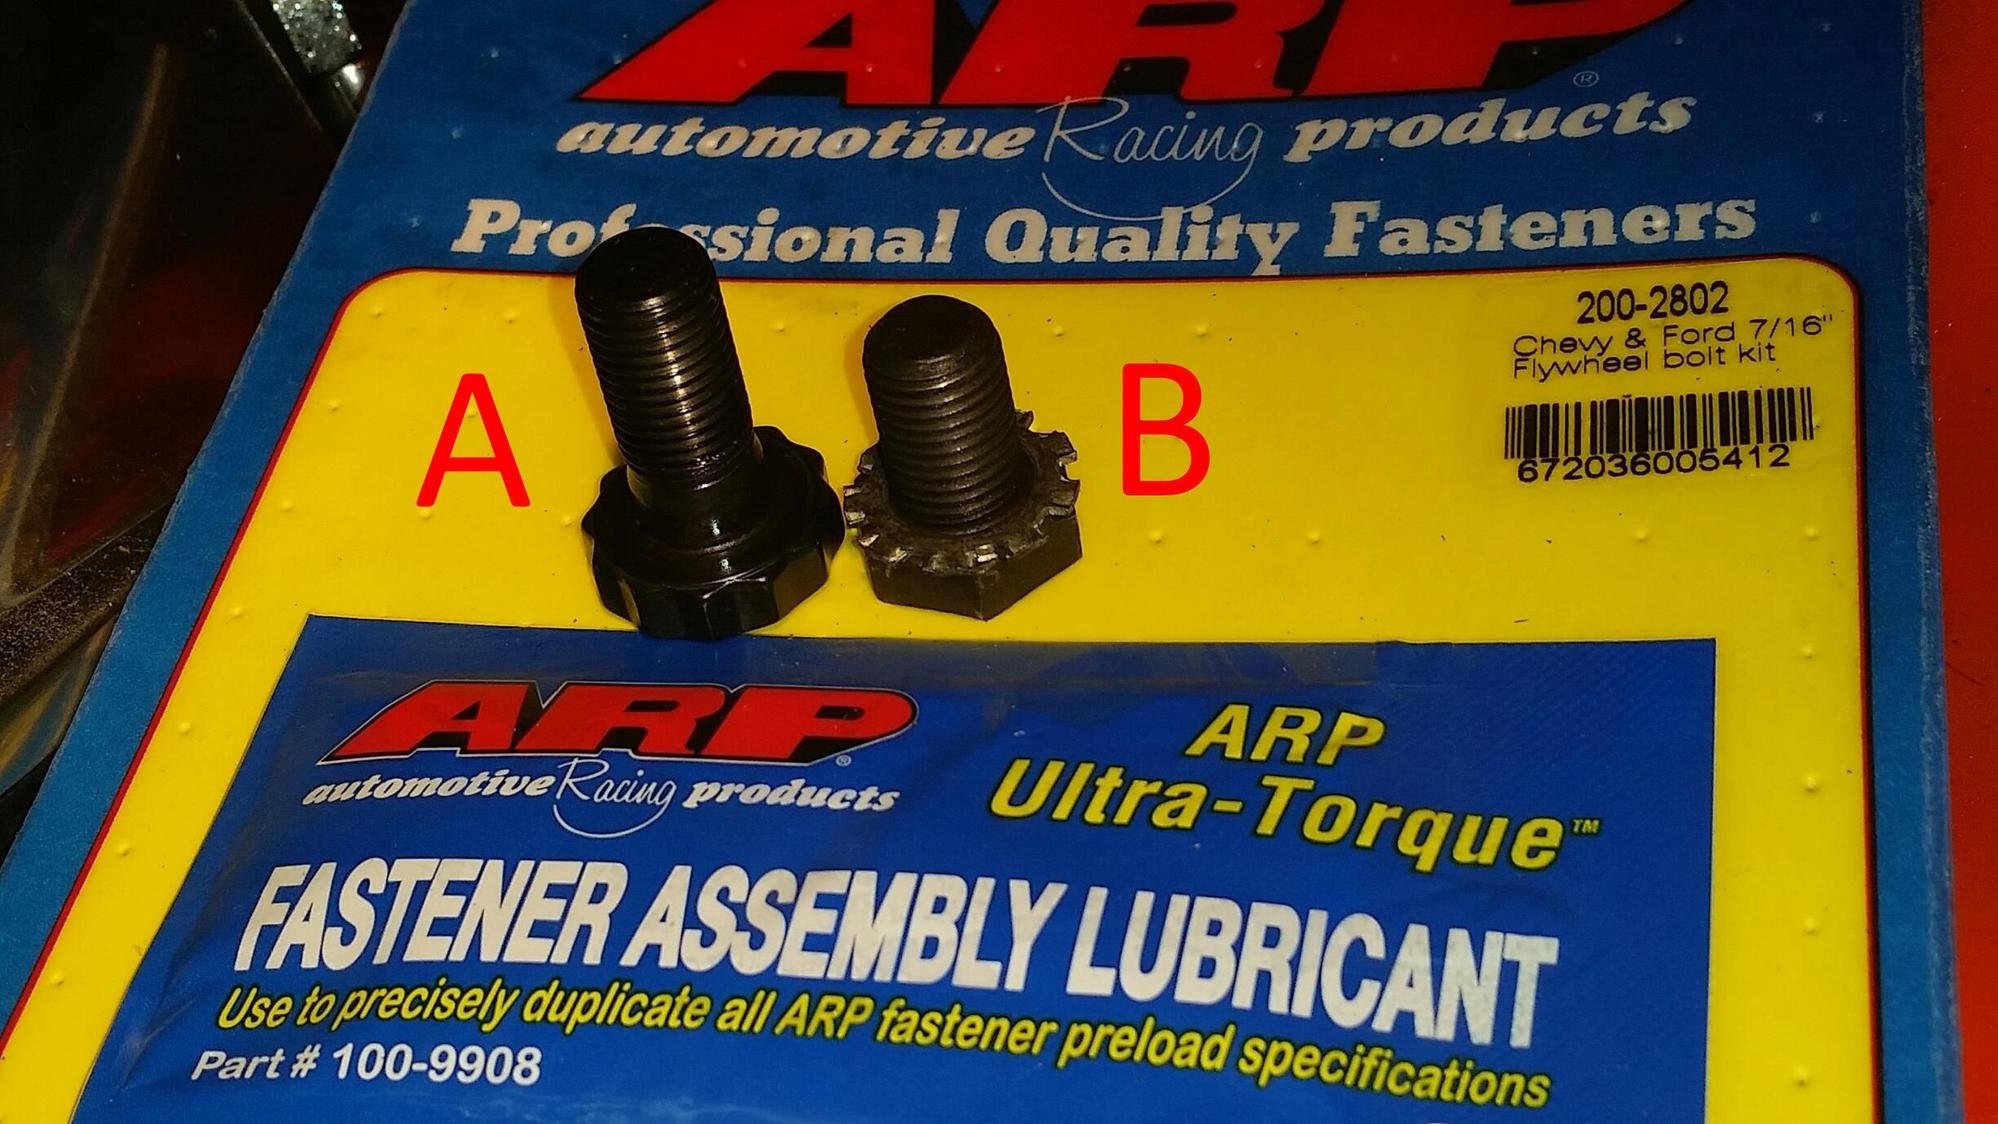 ARP®
automotive Racing products
Professional Quality Fasteners
200-2802
Chevy & Ford 7/16"
Flywheel bolt kit
672036005412
A
B
ARP®
automotive Racing products
ARP
Ultra-Torque™
FASTENER ASSEMBLY LUBRICANT
Use to precisely duplicate all ARP fastener preload specifications
Part # 100-9908